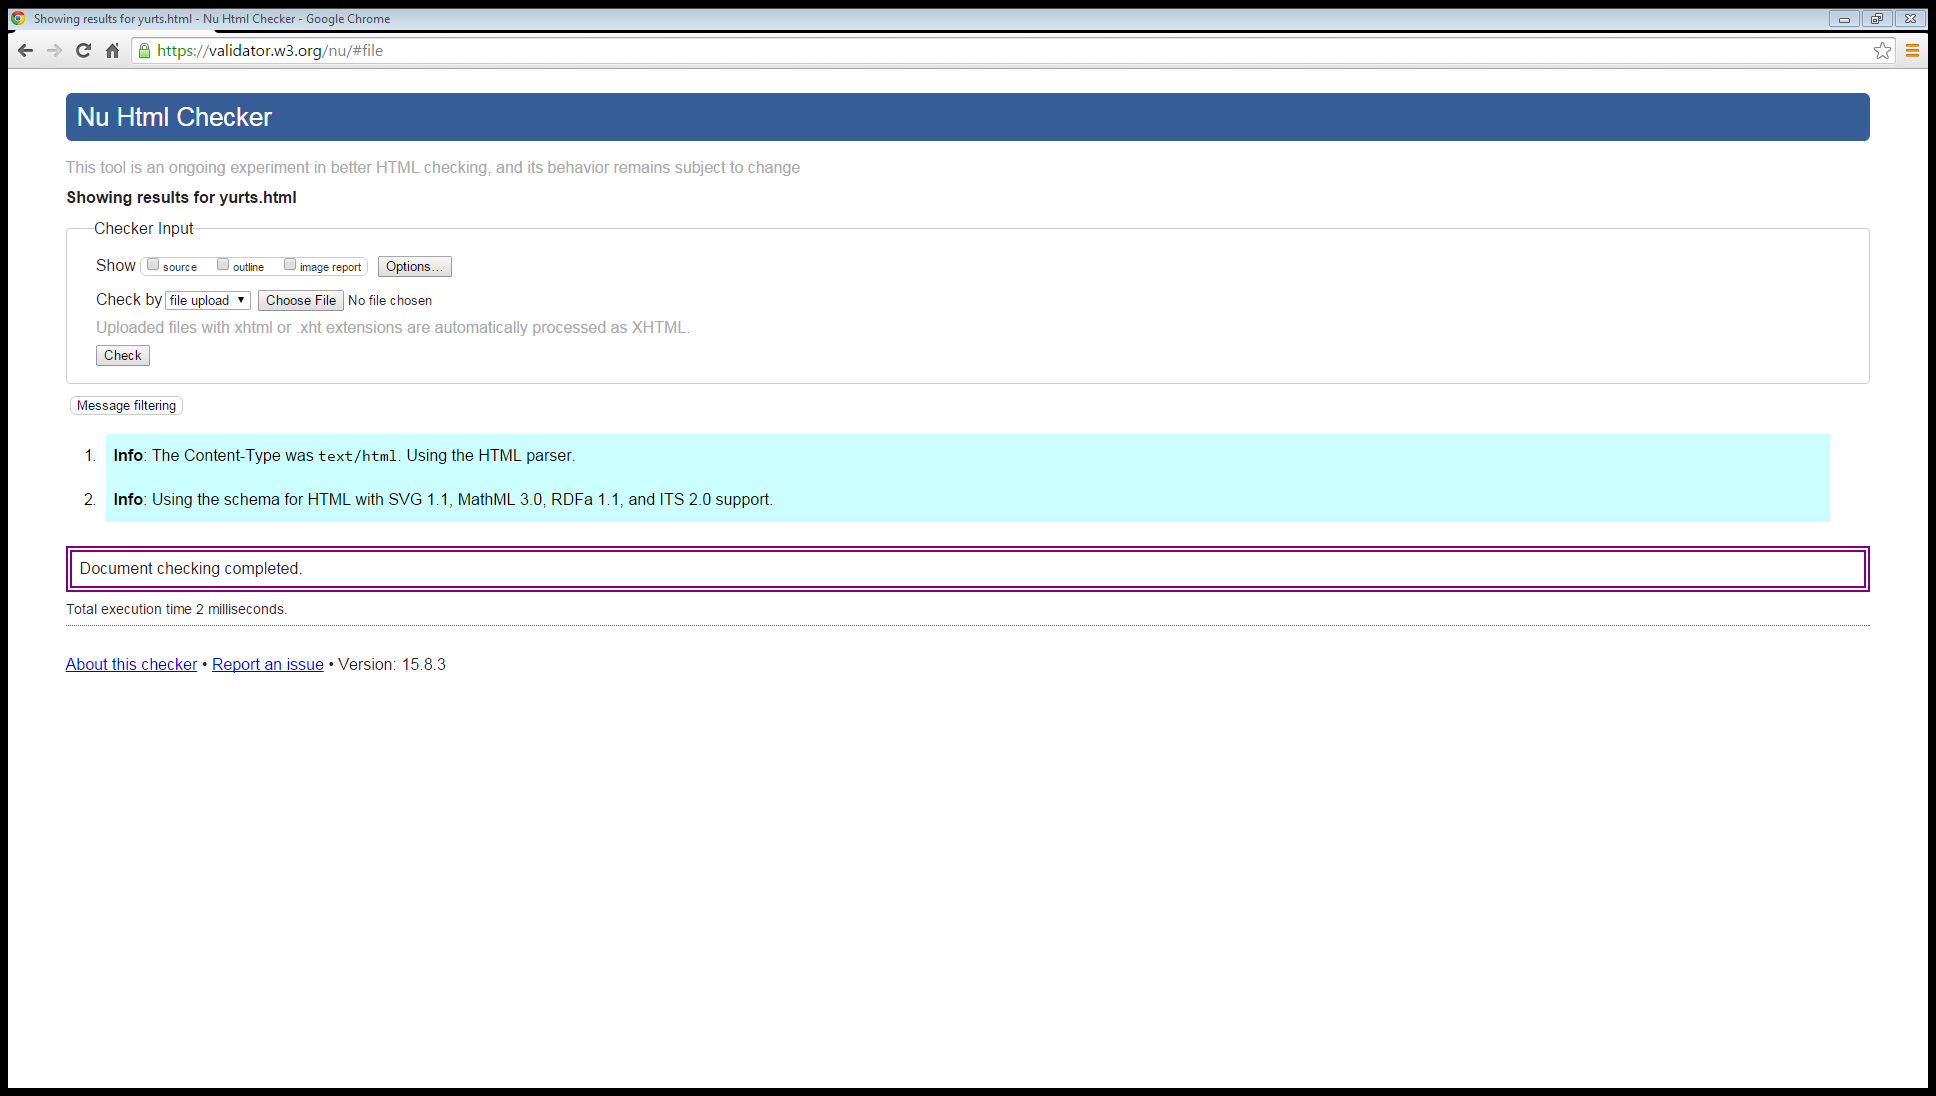 Showing results for yurts.html - Nu Html Checker - Google Chrome
https://validator.w3.org/nu/#file
Nu Html Checker
This tool is an ongoing experiment in better HTML checking, and its behavior remains subject to change
Showing results for yurts.html
Checker Input
Show source outline image report Options...
Check by file upload Choose File No file chosen
Uploaded files with xhtml or .xht extensions are automatically processed as XHTML.
Check
Message filtering
1. Info: The Content-Type was text/html. Using the HTML parser.
2. Info: Using the schema for HTML with SVG 1.1, MathML 3.0, RDFa 1.1, and ITS 2.0 support.
Document checking completed.
Total execution time 2 milliseconds.
About this checker • Report an issue • Version: 15.8.3